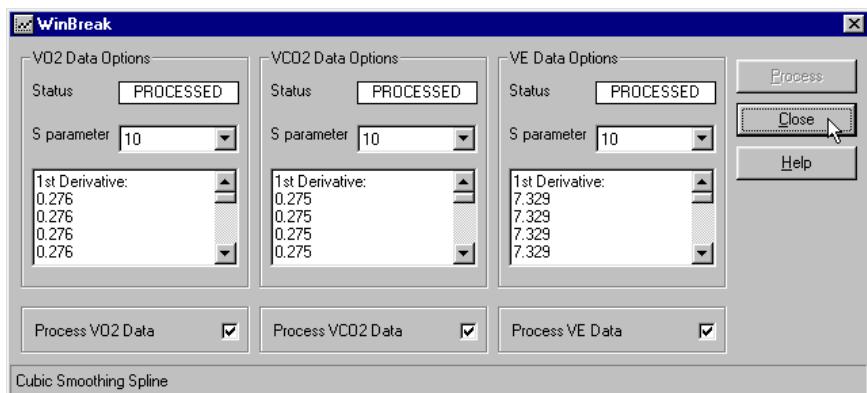 WinBreak
VO2 Data Options
Status PROCESSED
S parameter 10
1st Derivative:
0.276
0.276
0.276
0.276
Process VO2 Data
VCO2 Data Options
Status PROCESSED
S parameter 10
1st Derivative:
0.275
0.275
0.275
0.275
Process VCO2 Data
VE Data Options
Status PROCESSED
S parameter 10
1st Derivative:
7.329
7.329
7.329
7.329
Process VE Data
Process
Close
Help
Cubic Smoothing Spline